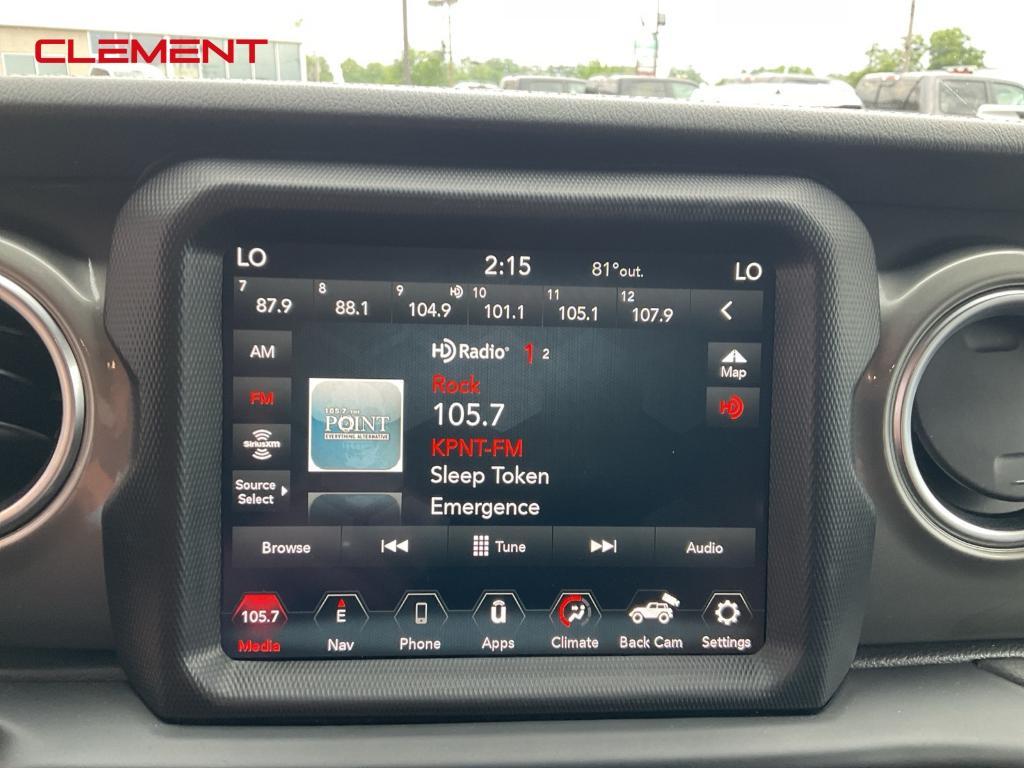 CLEMENT
LO 2:15 81°out. LO
7 8 9 HD 10 11 12
87.9 88.1 104.9 101.1 105.1 107.9
AM HD Radio® 1 2
Map
FM Rock HD
105.7 THE
POINT
EVERYTHING ALTERNATIVE
105.7
SiriusXM KPNT-FM
Sleep Token
Source
Select
Emergence
Browse Tune Audio
105.7 E u
Media Nav Phone Apps Climate Back Cam Settings